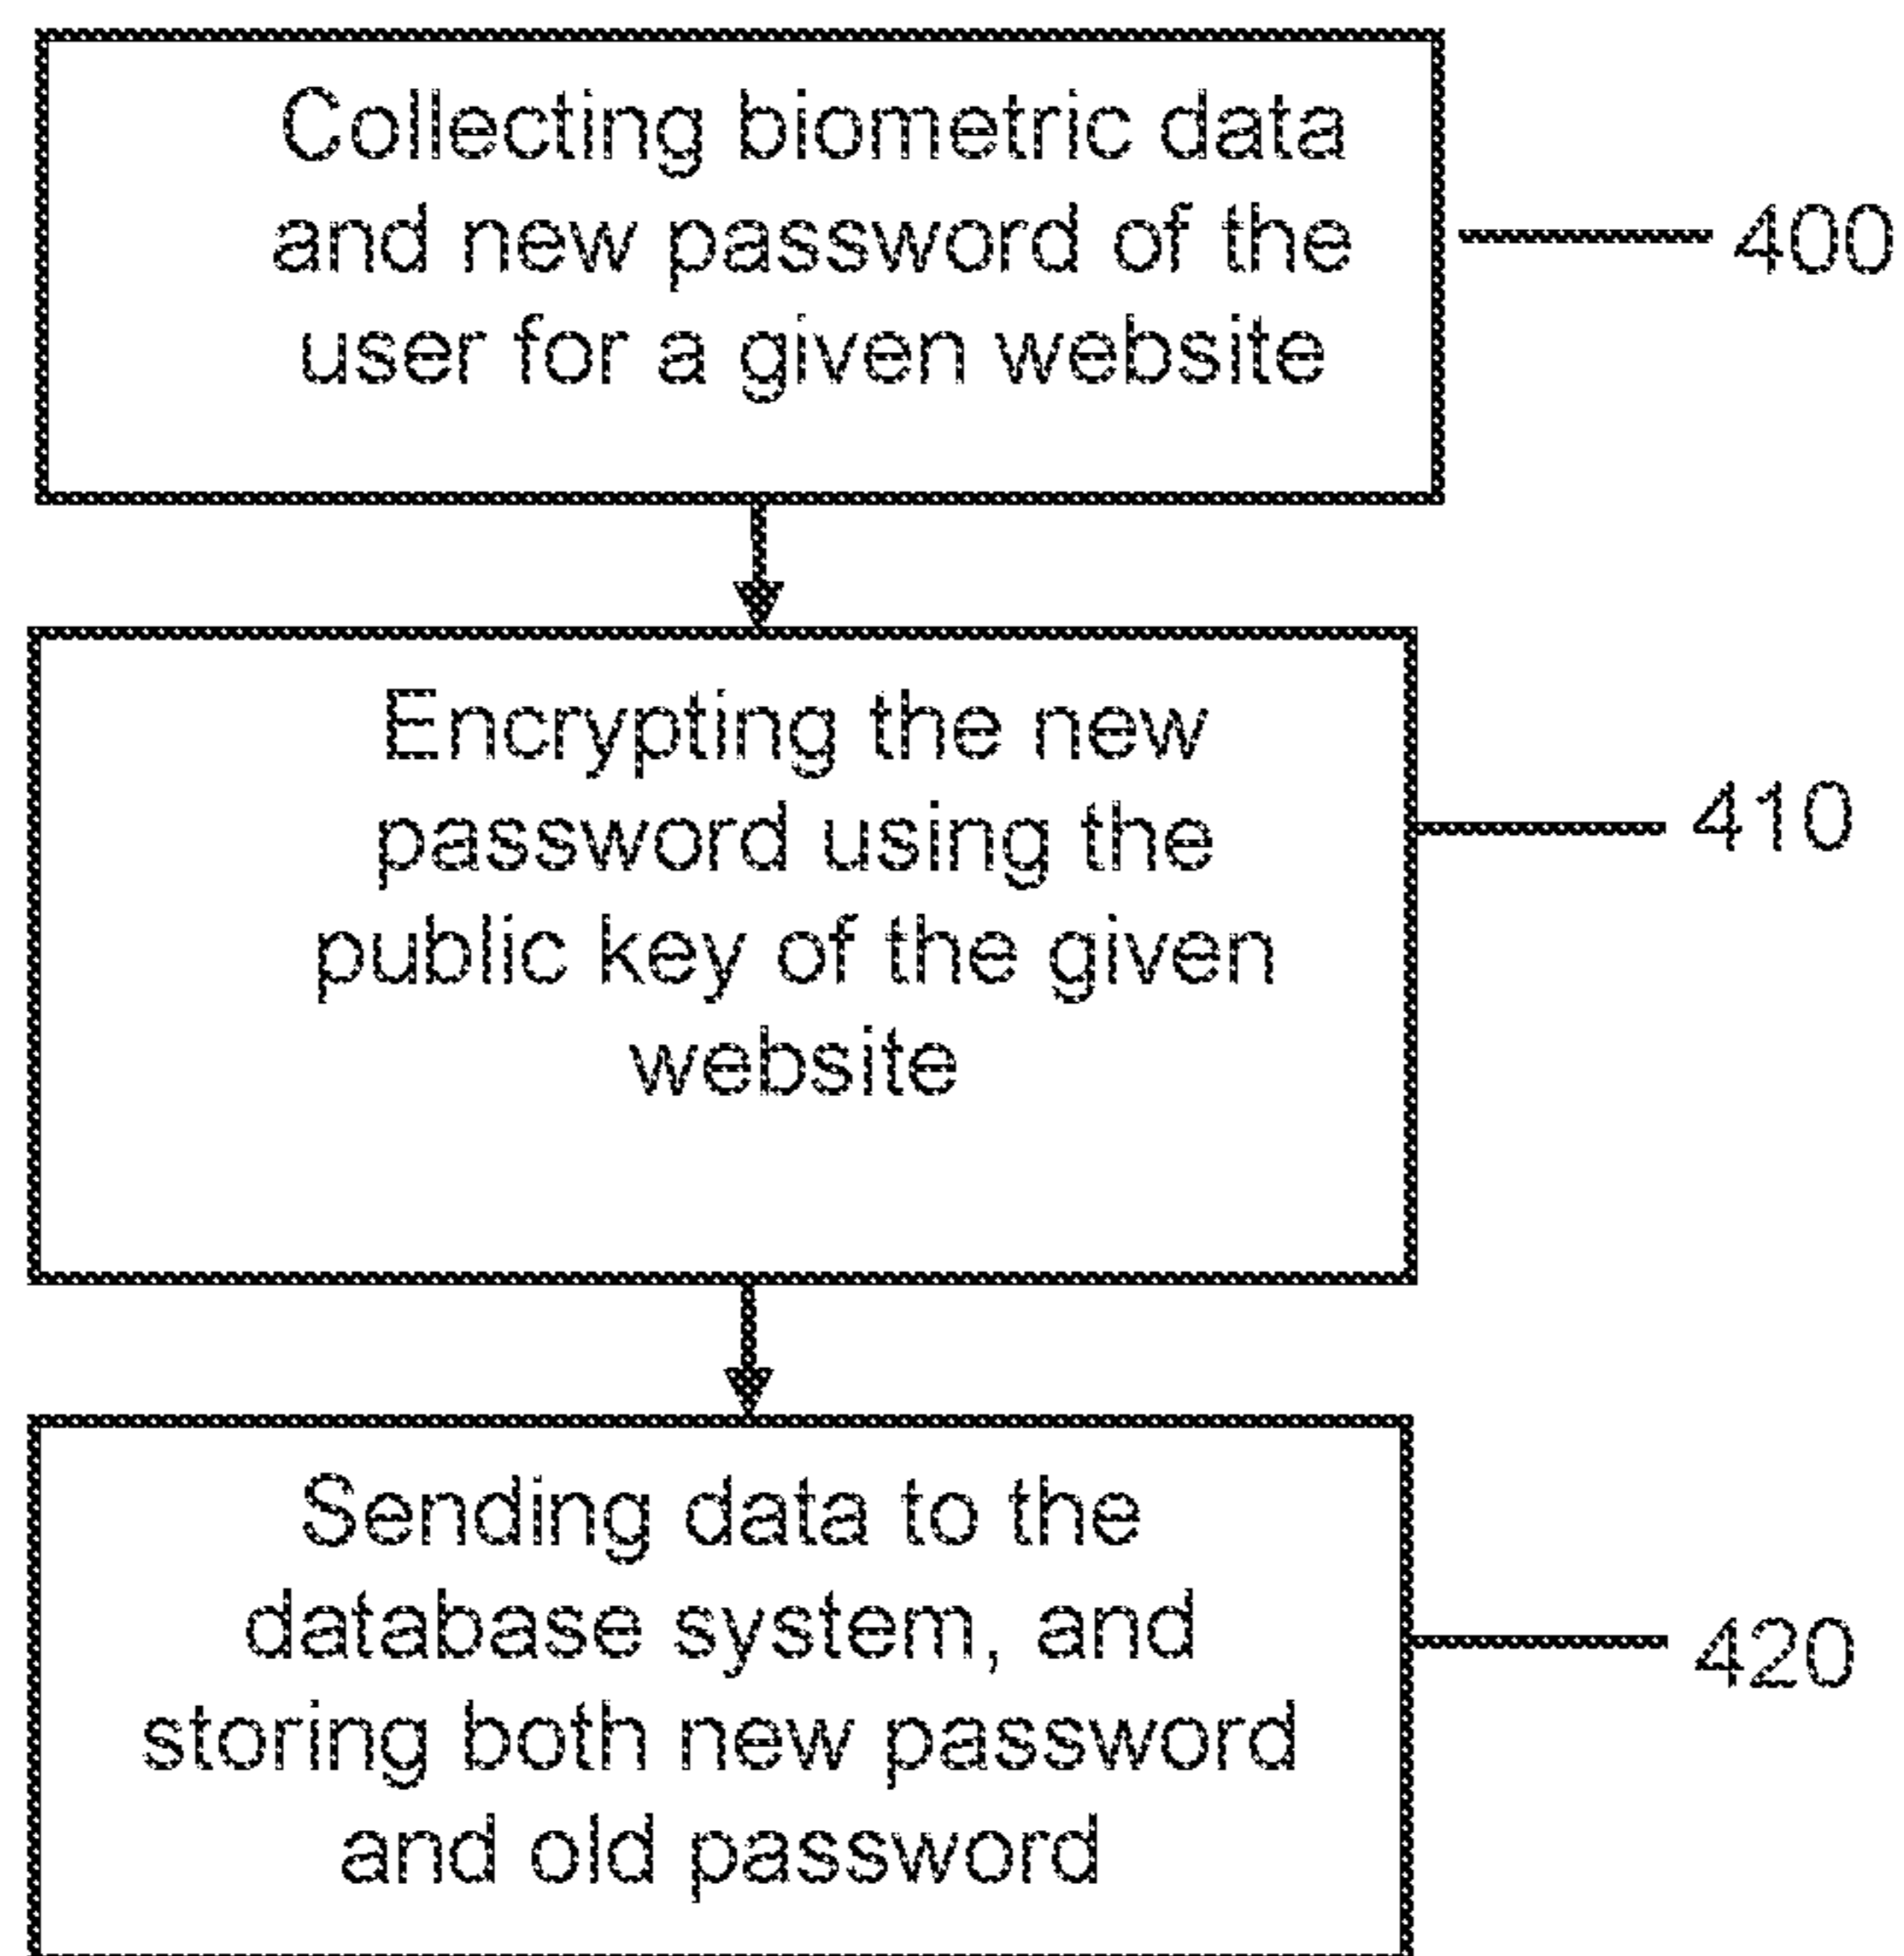 Collecting biometric data
and new password of the
user for a given website
400
Encrypting the new
password using the
public key of the given
website
410
Sending data to the
database system, and
storing both new password
and old password
420